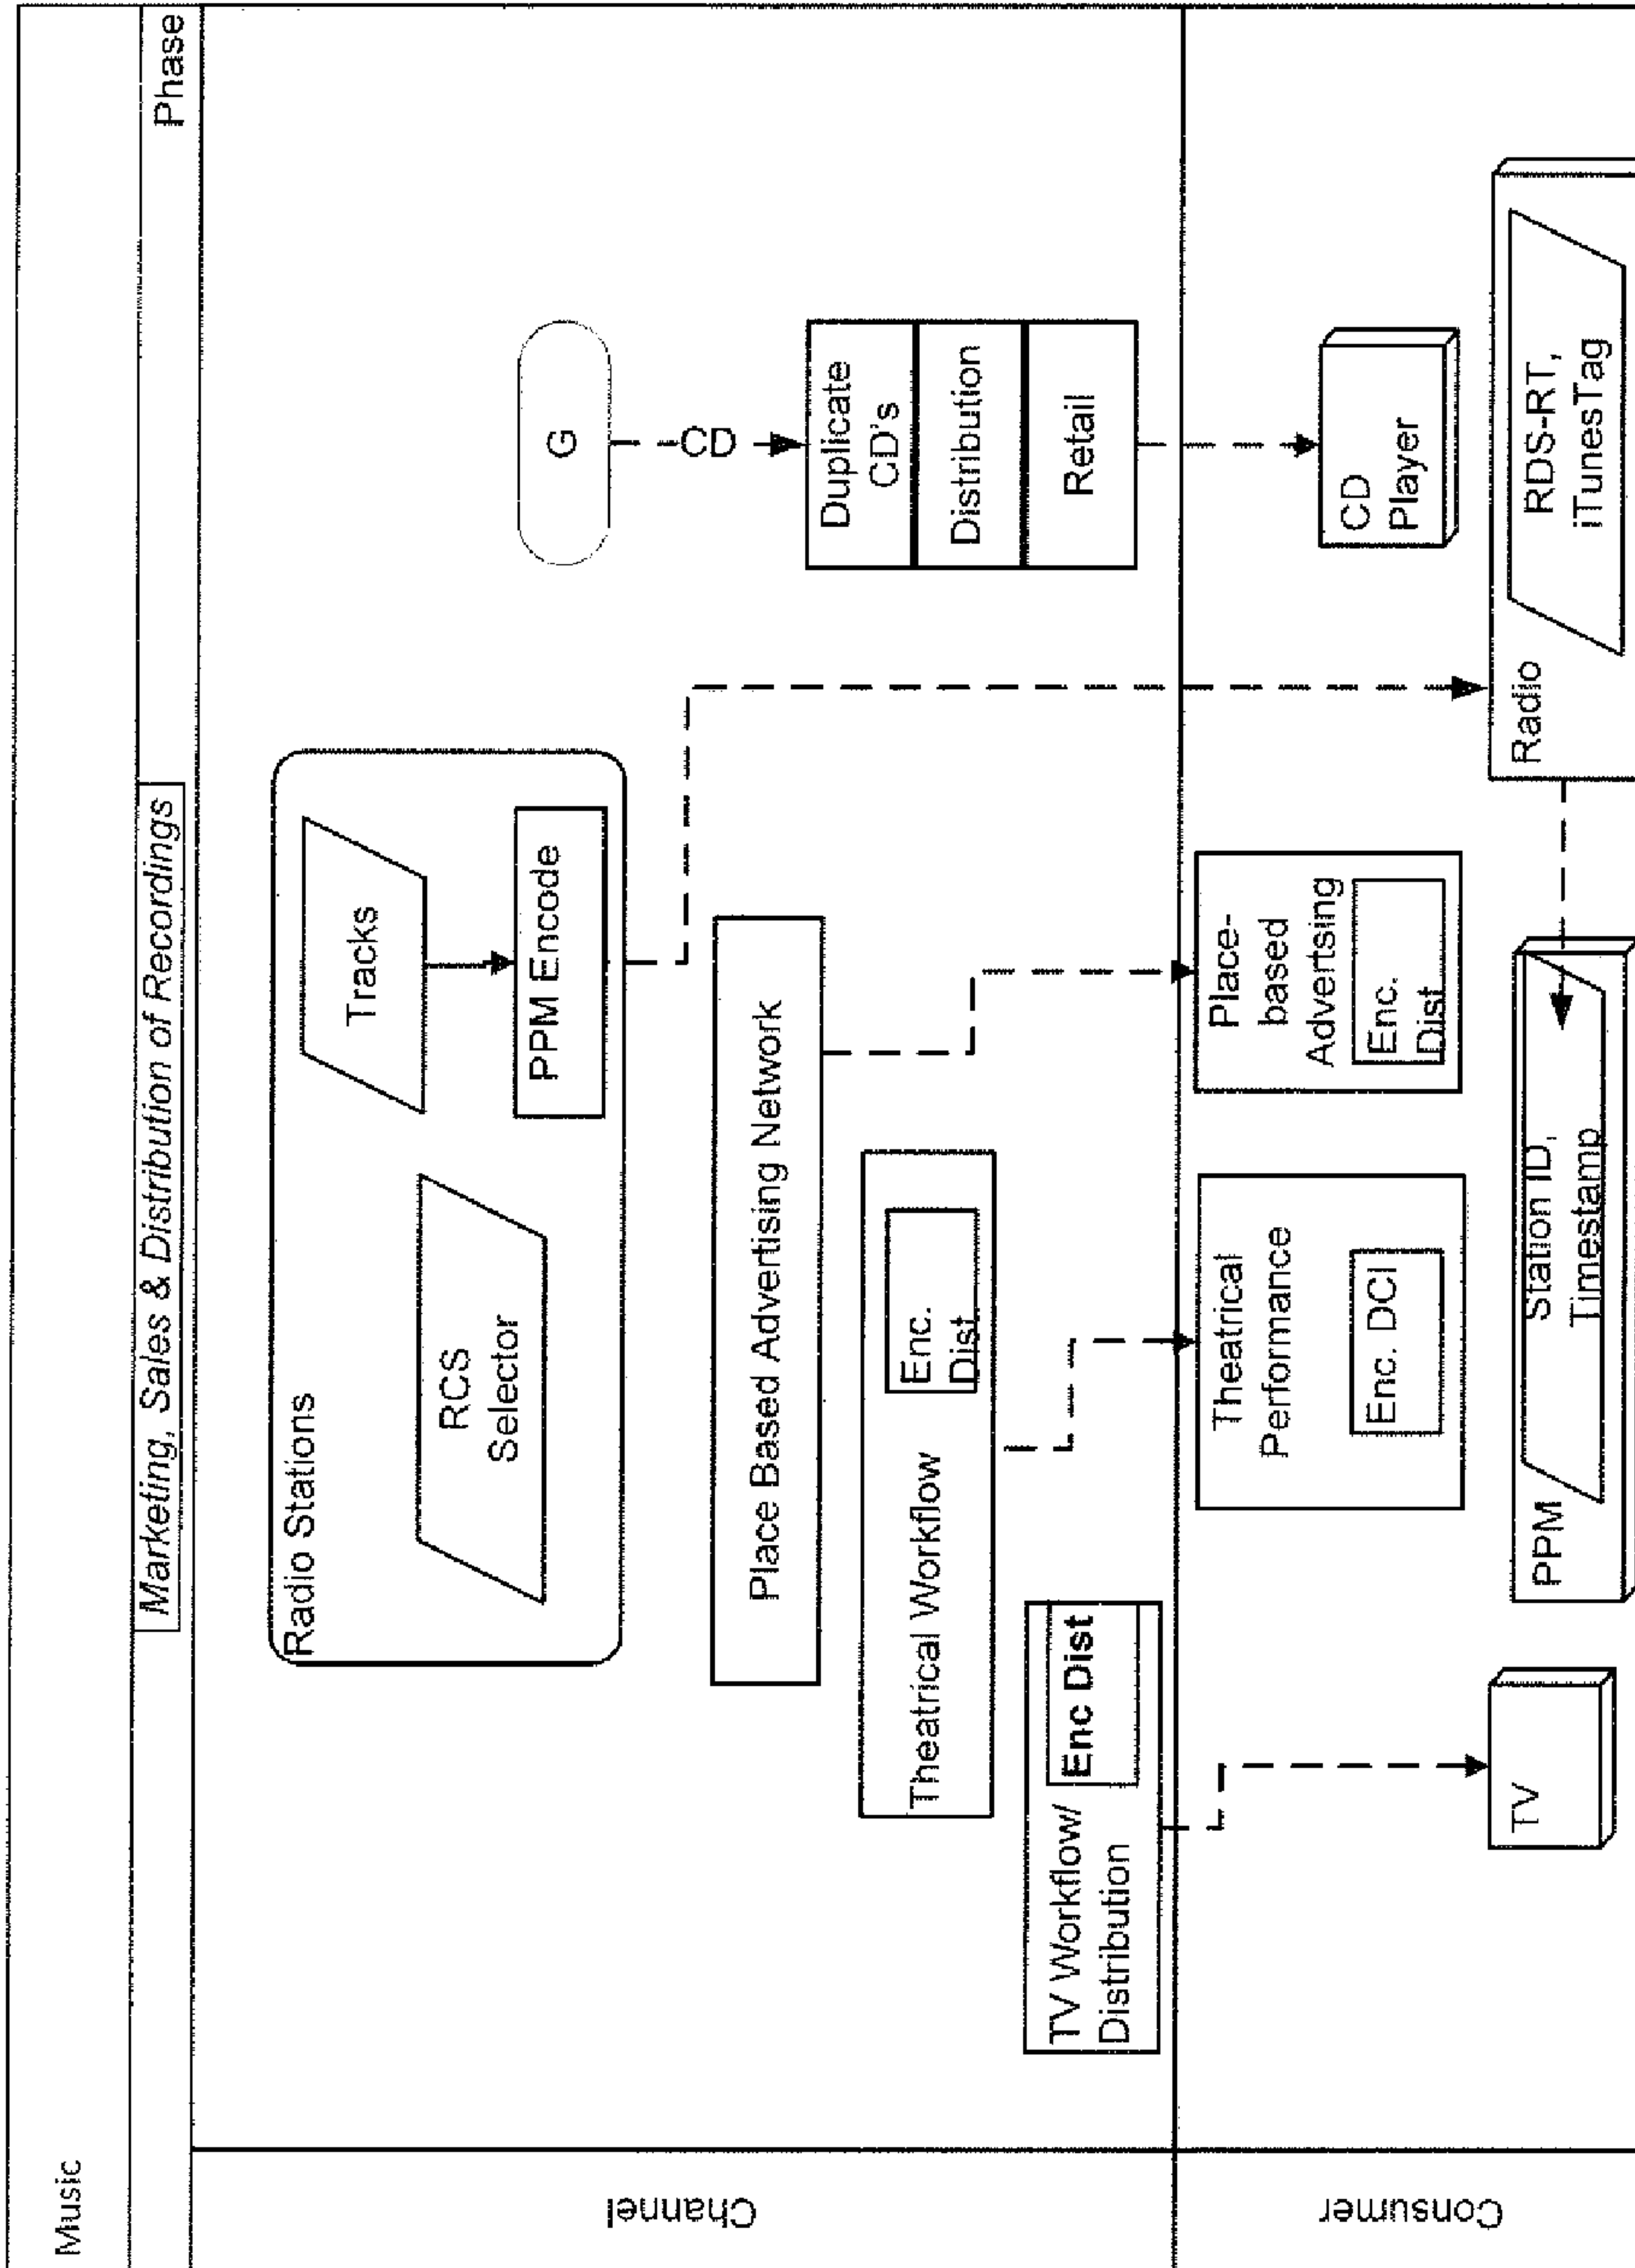 Music
Marketing, Sales & Distribution of Recordings
Phase
Channel
Radio Stations
RCS
Selector
Tracks
PPM Encode
Place Based Advertising Network
Theatrical Workflow
Enc.
Dist
TV Workflow/
Distribution
Enc Dist
G
CD
Duplicate
CD's
Distribution
Retail
Consumer
TV
Theatrical
Performance
Enc. DCI
Place-
based
Advertsing
Enc.
Dist
CD
Player
PPM
Station ID,
Timestamp
Radio
RDS-RT,
iTunesTag